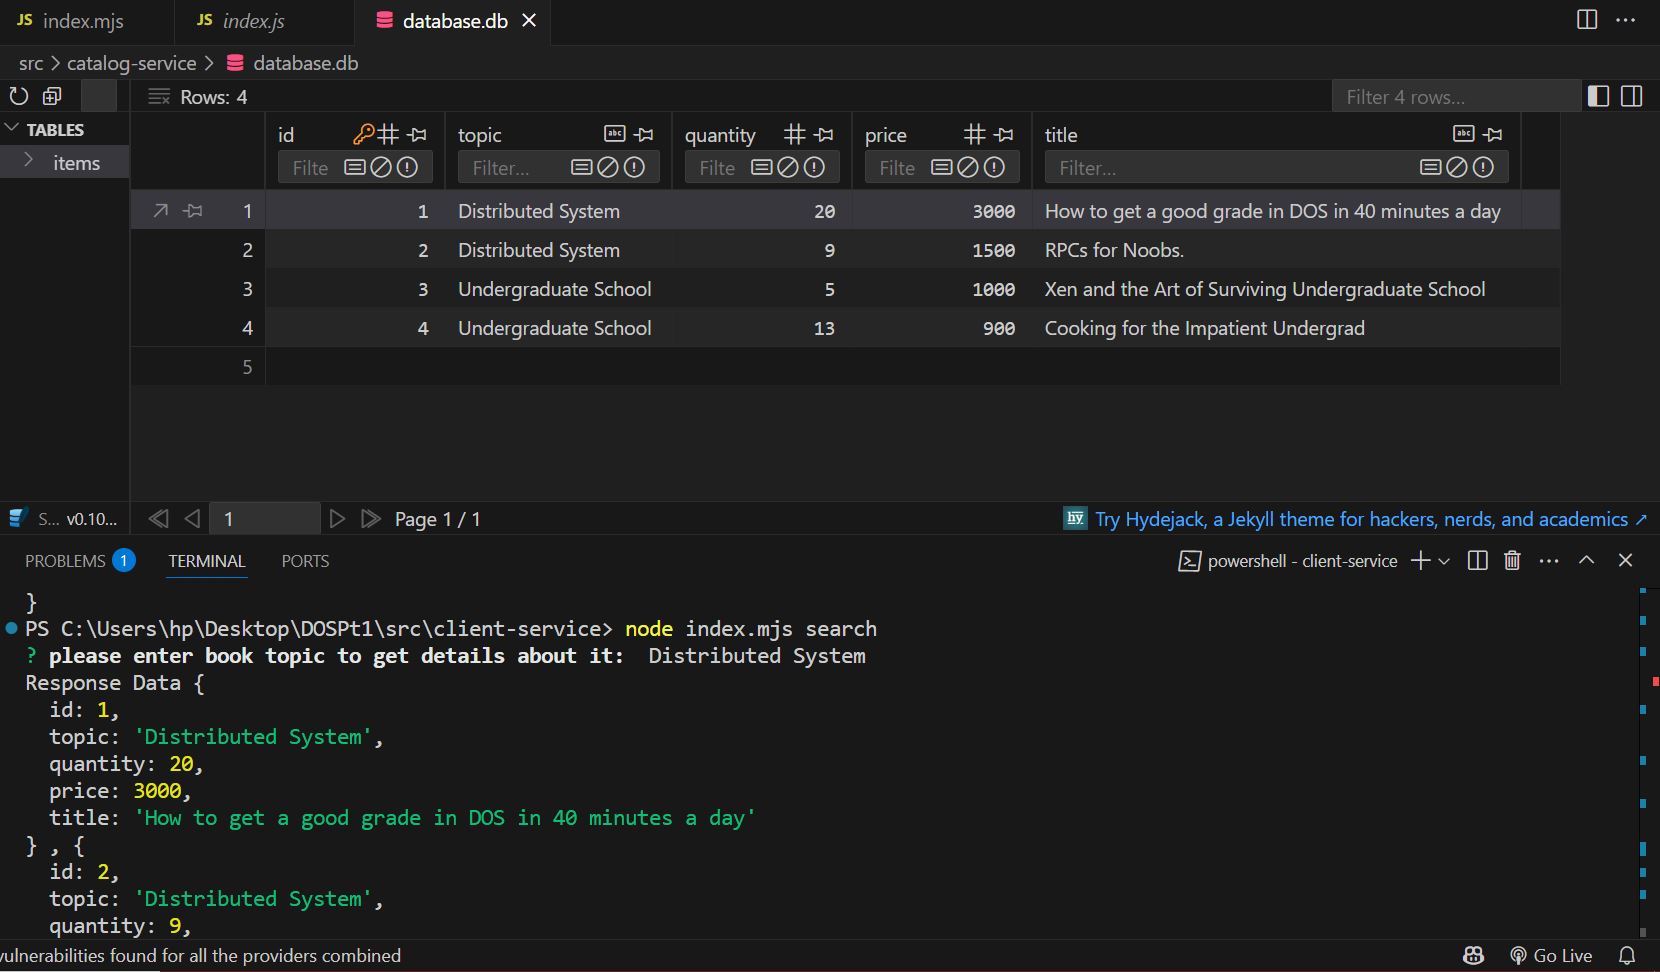 JS index.mjs JS index.js database.db
src > catalog-service > database.db
Rows: 4 Filter 4 rows...
TABLES
items
id topic quantity price title
Filte Filter... Filte Filte Filter...
1 1 Distributed System 20 3000 How to get a good grade in DOS in 40 minutes a day
2 2 Distributed System 9 1500 RPCs for Noobs.
3 3 Undergraduate School 5 1000 Xen and the Art of Surviving Undergraduate School
4 4 Undergraduate School 13 900 Cooking for the Impatient Undergrad
5
S... v0.10... 1 Page 1 / 1 hy Try Hydejack, a Jekyll theme for hackers, nerds, and academics ↗
PROBLEMS 1 TERMINAL PORTS powershell - client-service
}
PS C:\Users\hp\Desktop\DOSPt1\src\client-service> node index.mjs search
? please enter book topic to get details about it: Distributed System
Response Data {
id: 1,
topic: 'Distributed System',
quantity: 20,
price: 3000,
title: 'How to get a good grade in DOS in 40 minutes a day'
} , {
id: 2,
topic: 'Distributed System',
quantity: 9,
vulnerabilities found for all the providers combined Go Live